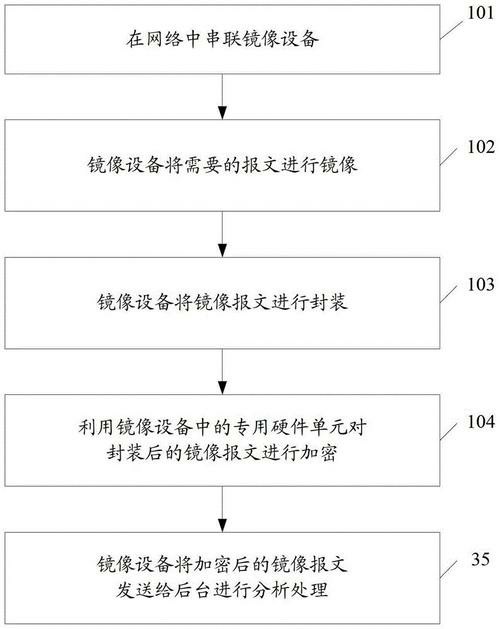 101
在网络中串联镜像设备
102
镜像设备将需要的报文进行镜像
103
镜像设备将镜像报文进行封装
104
利用镜像设备中的专用硬件单元对
封装后的镜像报文进行加密
35
镜像设备将加密后的镜像报文
发送给后台进行分析处理